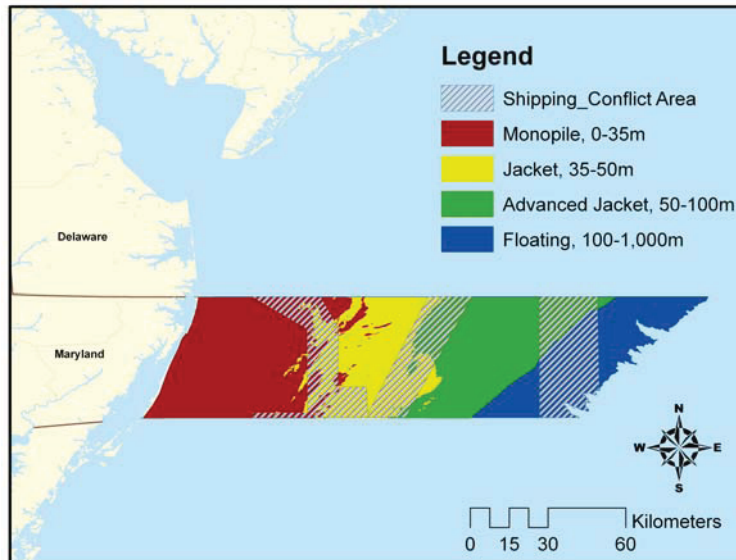 Legend
Shipping_Conflict Area
Monopile, 0-35m
Jacket, 35-50m
Advanced Jacket, 50-100m
Floating, 100-1,000m
Delaware
Maryland
N
W E
S
Kilometers
0 15 30 60